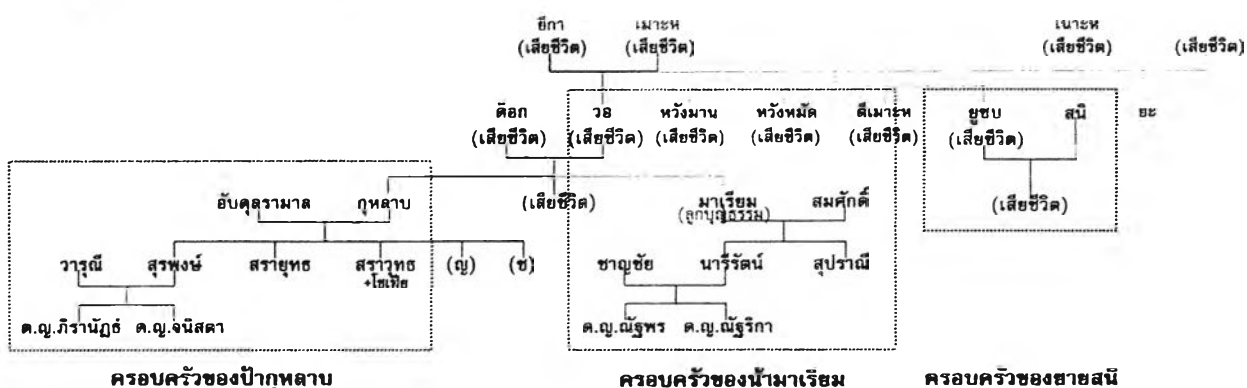 ยีกา เมาะห เนาะห
(เสียชีวิต) (เสียชีวิต) (เสียชีวิต) (เสียชีวิต)
ด๊อก วอ หวังมาน หวังหมัด ตีเมาะห ยูซบ สนิ ยะ
(เสียชีวิต) (เสียชีวิต) (เสียชีวิต) (เสียชีวิต) (เสียชีวิต) (เสียชีวิต)
อับดุลรามาล กุหลาบ (เสียชีวิต) มาเรียม สมศักดิ์ (เสียชีวิต)
(ลูกบุญธรรม)
วารุณี สุรพงษ์ สรายุทธ สราวุทธ (ญ) (ช) ชาญชัย นารีรัตน์ สุปราณี
+โซเฟีย
ด.ญ.ภิรานัฏธ์ ด.ญ.จนิสตา ด.ญ.ณัฐพร ด.ญ.ณัฐริกา
ครอบครัวของป้ากุหลาบ ครอบครัวของน้ามาเรียม ครอบครัวของยายสนิ